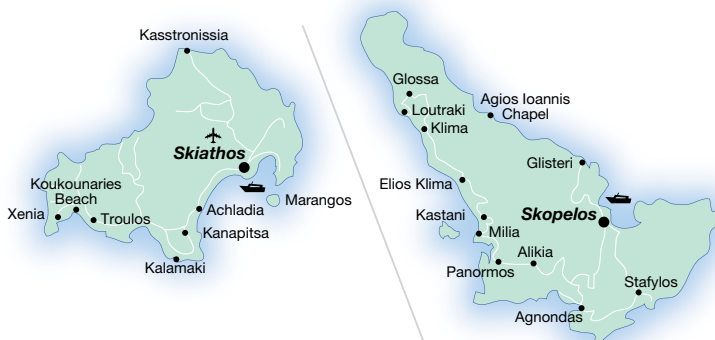 Kasstronissia
Skiathos
Koukounaries
Beach
Xenia
Troulos
Achladia
Marangos
Kanapitsa
Kalamaki
Glossa
Loutraki
Klima
Agios Ioannis
Chapel
Glisteri
Elios Klima
Kastani
Skopelos
Milia
Alikia
Panormos
Stafylos
Agnondas